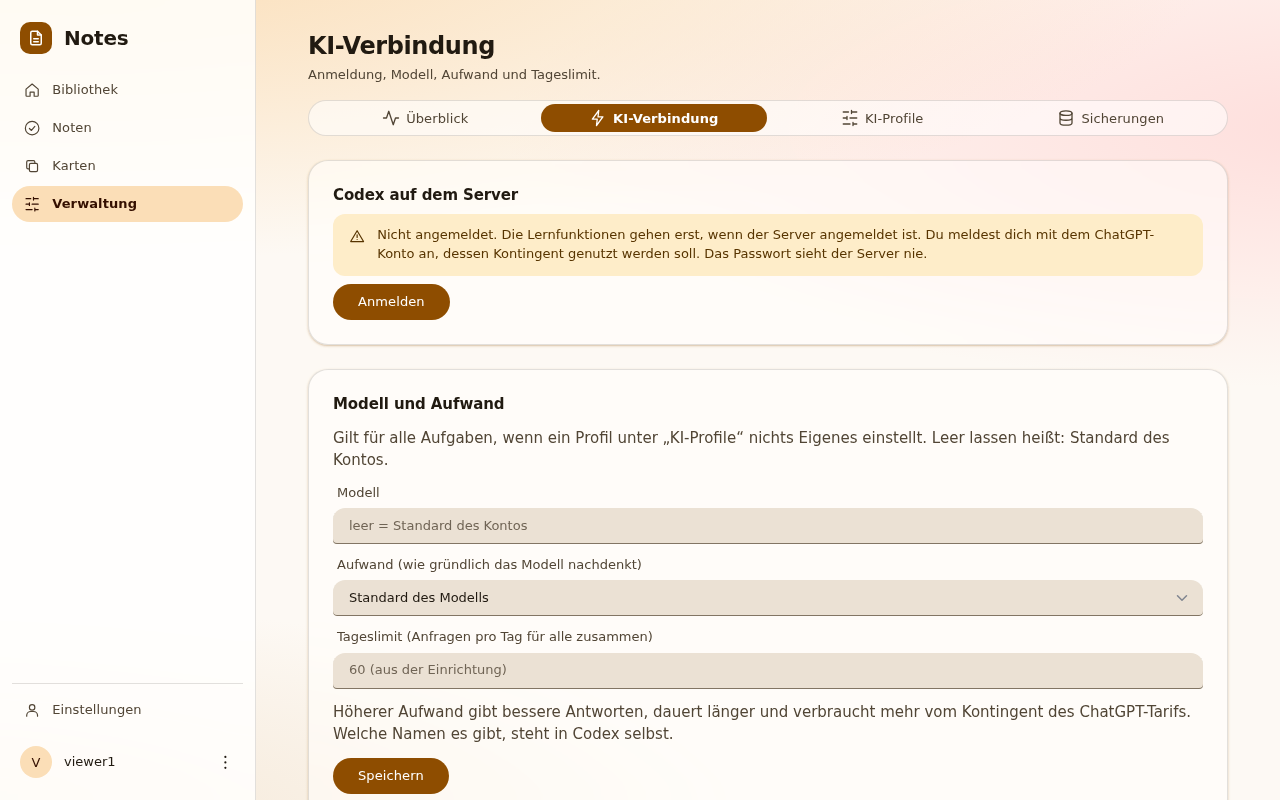 Notes
Bibliothek
Noten
Karten
Verwaltung
Einstellungen
V
viewer1
KI-Verbindung
Anmeldung, Modell, Aufwand und Tageslimit.
Überblick
KI-Verbindung
KI-Profile
Sicherungen
Codex auf dem Server
Nicht angemeldet. Die Lernfunktionen gehen erst, wenn der Server angemeldet ist. Du meldest dich mit dem ChatGPT-
Konto an, dessen Kontingent genutzt werden soll. Das Passwort sieht der Server nie.
Anmelden
Modell und Aufwand
Gilt für alle Aufgaben, wenn ein Profil unter „KI-Profile“ nichts Eigenes einstellt. Leer lassen heißt: Standard des
Kontos.
Modell
leer = Standard des Kontos
Aufwand (wie gründlich das Modell nachdenkt)
Standard des Modells
Tageslimit (Anfragen pro Tag für alle zusammen)
60 (aus der Einrichtung)
Höherer Aufwand gibt bessere Antworten, dauert länger und verbraucht mehr vom Kontingent des ChatGPT-Tarifs.
Welche Namen es gibt, steht in Codex selbst.
Speichern